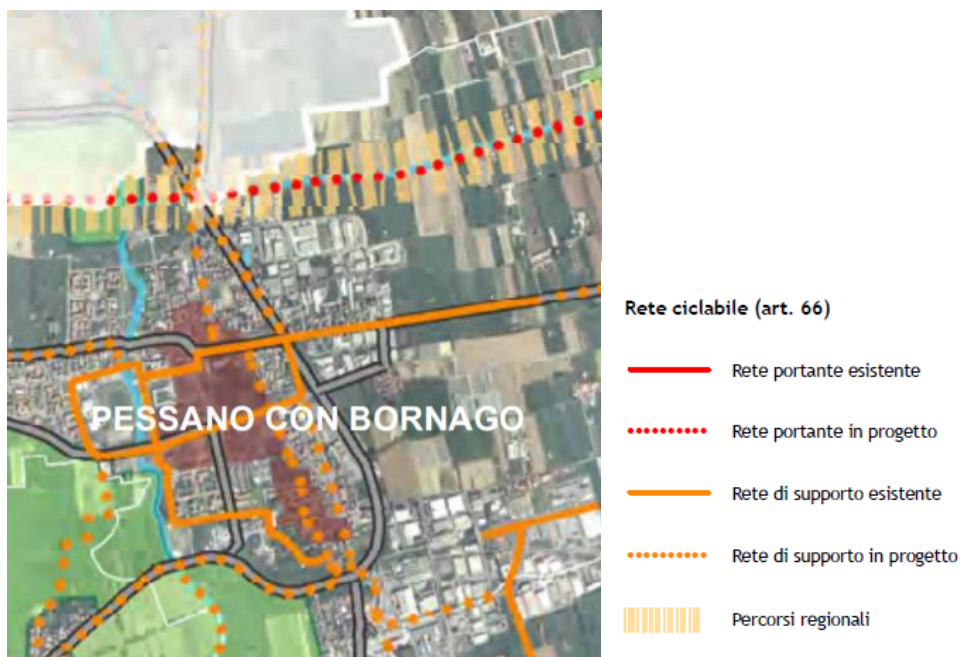 PESSANO CON BORNAGO
Rete ciclabile (art. 66)
Rete portante esistente
Rete portante in progetto
Rete di supporto esistente
Rete di supporto in progetto
Percorsi regionali